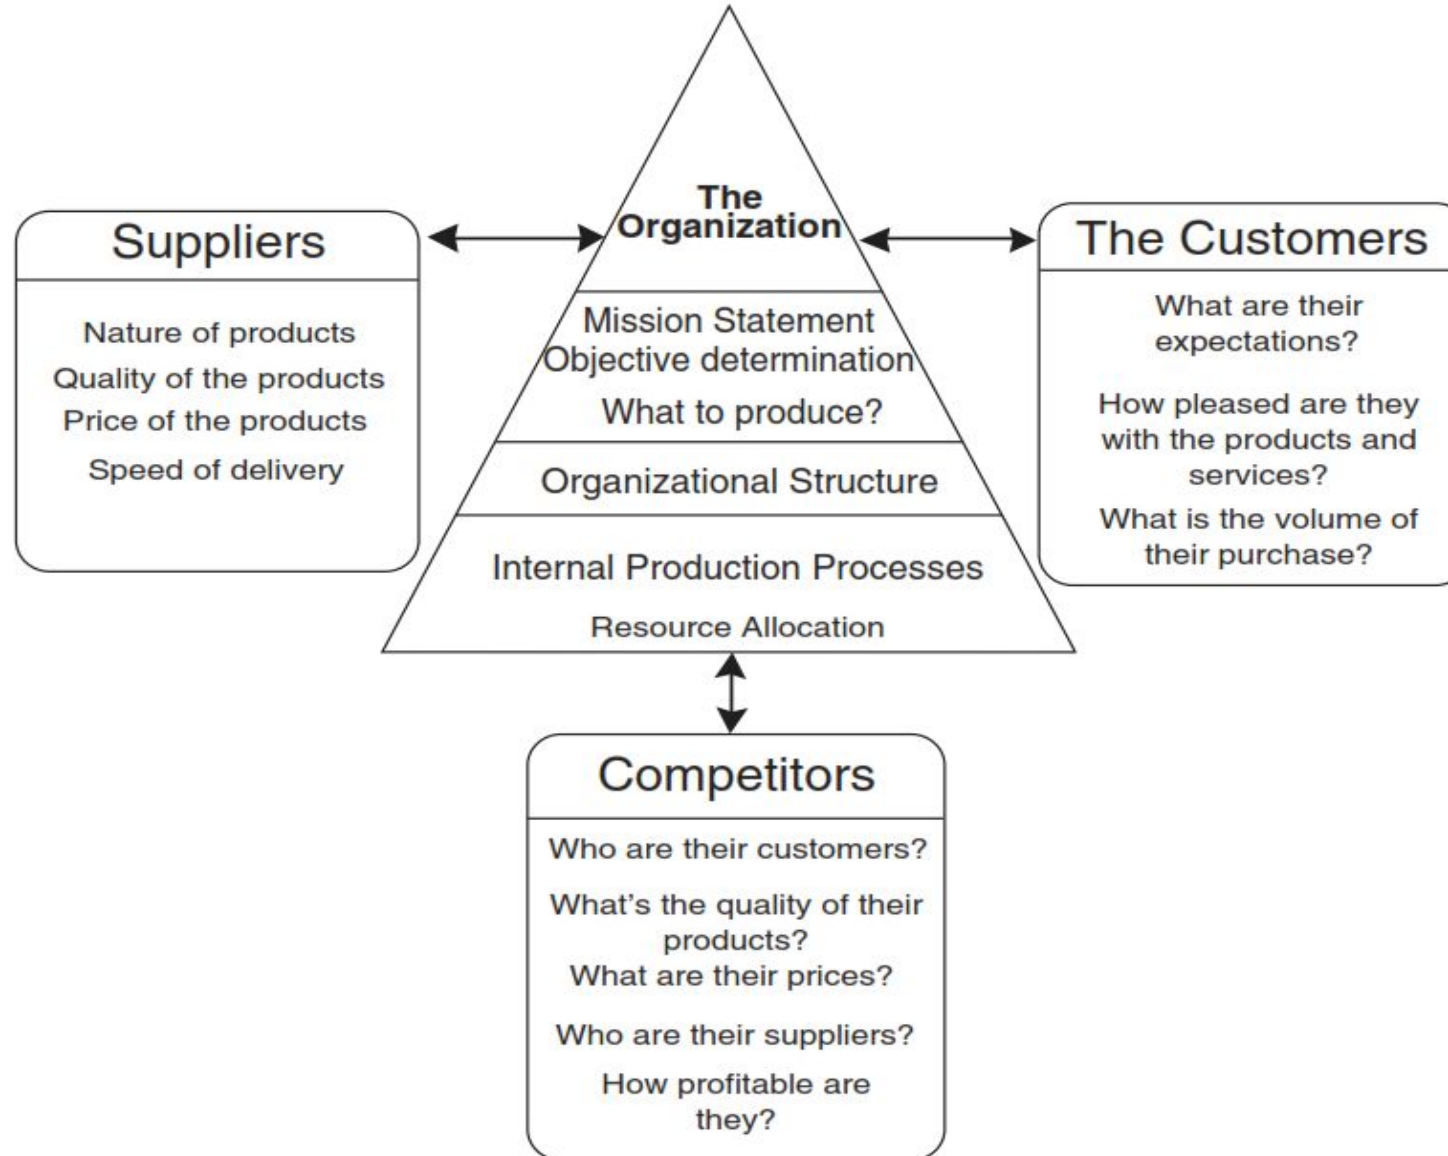 The
Organization
Mission Statement
Objective determination
What to produce?
Organizational Structure
Internal Production Processes
Resource Allocation
Suppliers
Nature of products
Quality of the products
Price of the products
Speed of delivery
The Customers
What are their
expectations?
How pleased are they
with the products and
services?
What is the volume of
their purchase?
Competitors
Who are their customers?
What’s the quality of their
products?
What are their prices?
Who are their suppliers?
How profitable are
they?